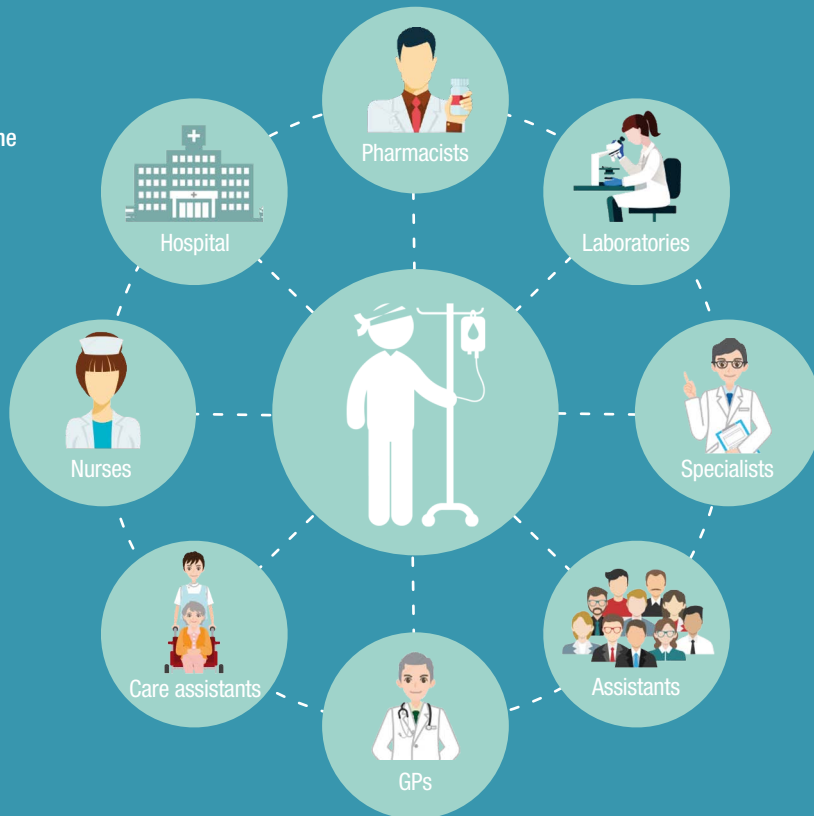 Pharmacists
Hospital
Laboratories
Nurses
Specialists
Care assistants
Assistants
GPs